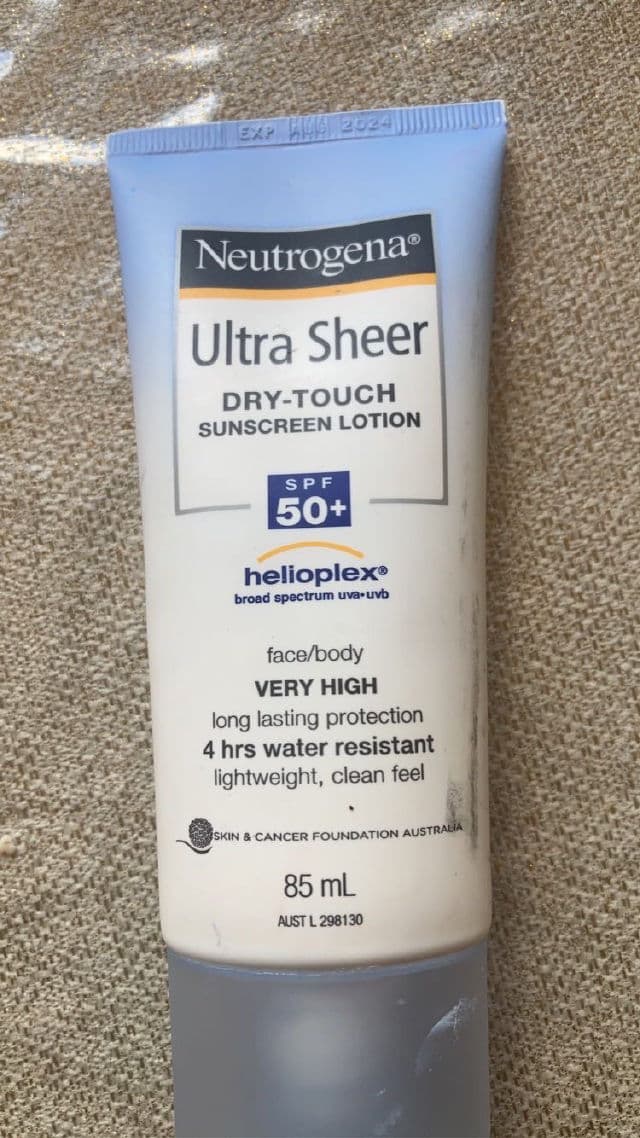 EXP 2024
Neutrogena®
Ultra Sheer
DRY-TOUCH
SUNSCREEN LOTION
SPF
50+
helioplex®
broad spectrum uva•uvb
face/body
VERY HIGH
long lasting protection
4 hrs water resistant
lightweight, clean feel
SKIN & CANCER FOUNDATION AUSTRALIA
85 mL
AUST L 298130